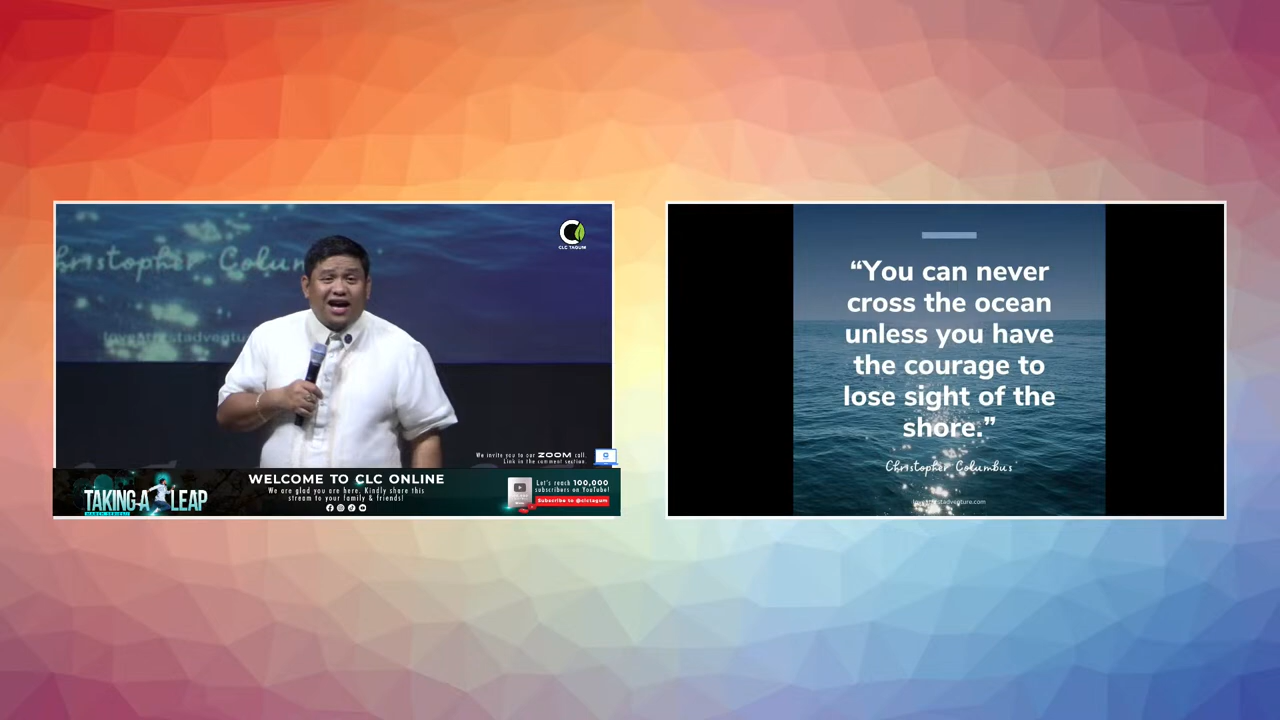 Christopher Colum
CLC TAGUM
We invite you to our ZOOM call.
Link in the comment section.
TAKING A LEAP
WELCOME TO CLC ONLINE
We are glad you are here. Kindly share this
stream to your family & friends!
Let's reach 100,000
subscribers on YouTube!
Subscribe to @clctagum
“You can never
cross the ocean
unless you have
the courage to
lose sight of the
shore.”
Christopher Columbus